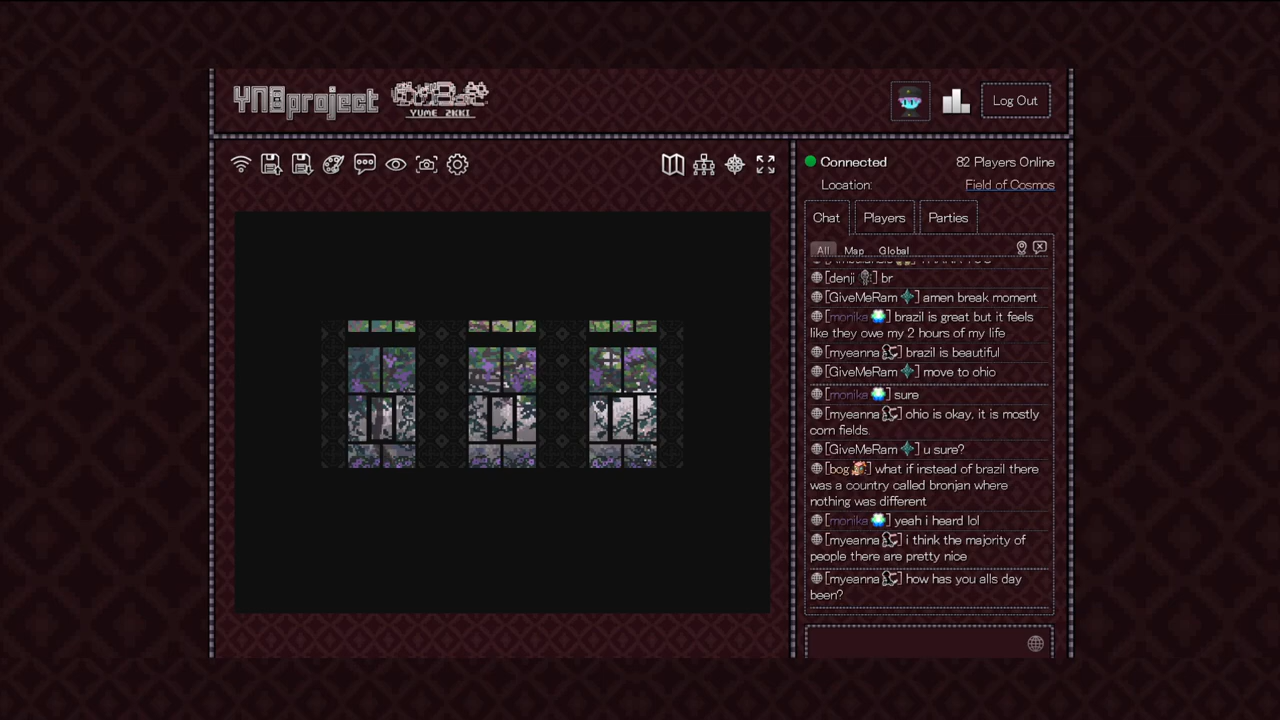 YNOproject
YUME 2KKI
Log Out
Connected
82 Players Online
Location:
Field of Cosmos
Chat
Players
Parties
All
Map
Global
[denji] br
[GiveMeRam] amen break moment
[monika] brazil is great but it feels
like they owe my 2 hours of my life
[myeanna] brazil is beautiful
[GiveMeRam] move to ohio
[monika] sure
[myeanna] ohio is okay, it is mostly
corn fields.
[GiveMeRam] u sure?
[bog] what if instead of brazil there
was a country called bronjan where
nothing was different
[monika] yeah i heard lol
[myeanna] i think the majority of
people there are pretty nice
[myeanna] how has you alls day
been?